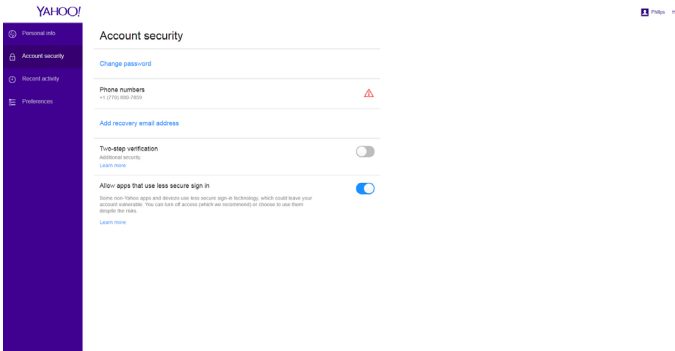 YAHOO!
Philips
Personal info
Account security
Recent activity
Preferences
Account security
Change password
Phone numbers
Add recovery email address
Two-step verification
Additional security.
Learn more
Allow apps that use less secure sign in
Some non-Yahoo apps and devices use less secure sign-in technology, which could leave your
account vulnerable. You can turn off access (which we recommend) or choose to use them
despite the risks.
Learn more